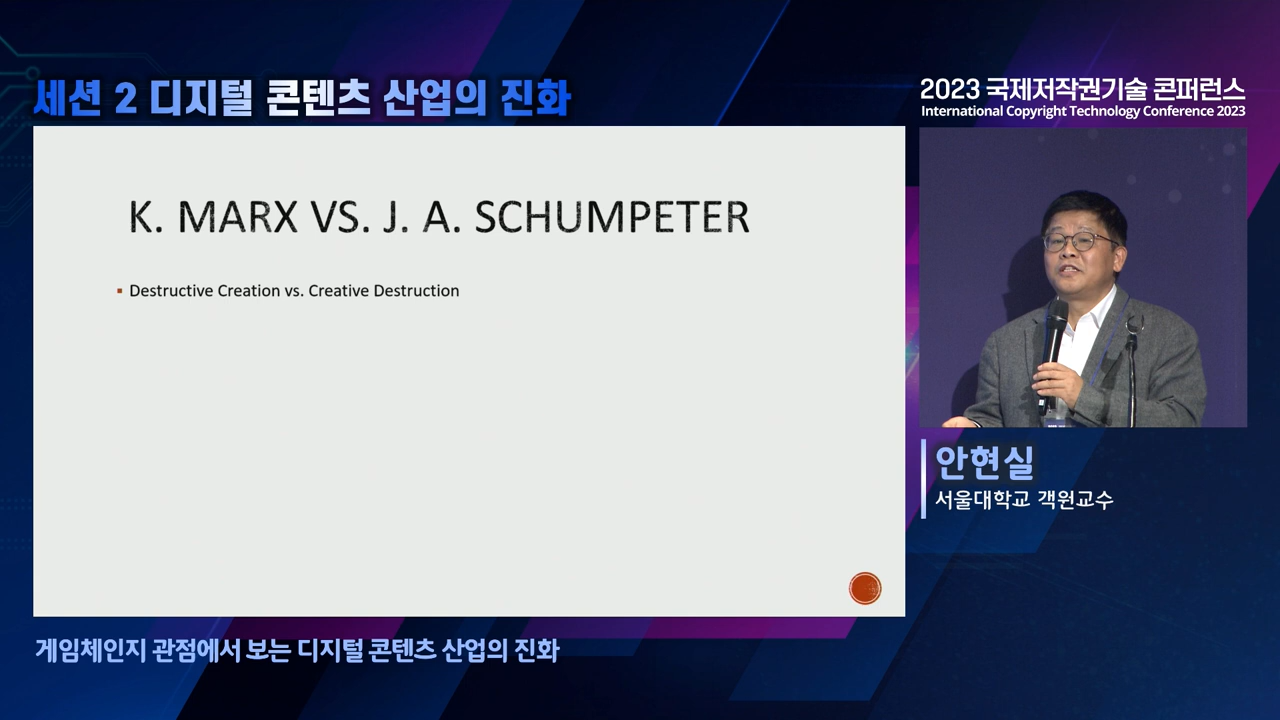 세션 2 디지털 콘텐츠 산업의 진화
2023 국제저작권기술 콘퍼런스
International Copyright Technology Conference 2023
K. MARX VS. J. A. SCHUMPETER
▪ Destructive Creation vs. Creative Destruction
안현실
서울대학교 객원교수
게임체인지 관점에서 보는 디지털 콘텐츠 산업의 진화